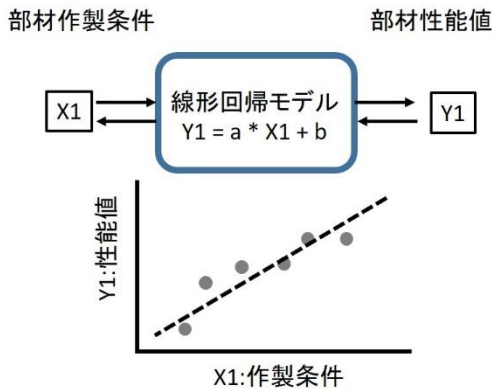 部材作製条件
部材性能値
X1
線形回帰モデル
Y1 = a * X1 + b
Y1
Y1:性能値
X1:作製条件